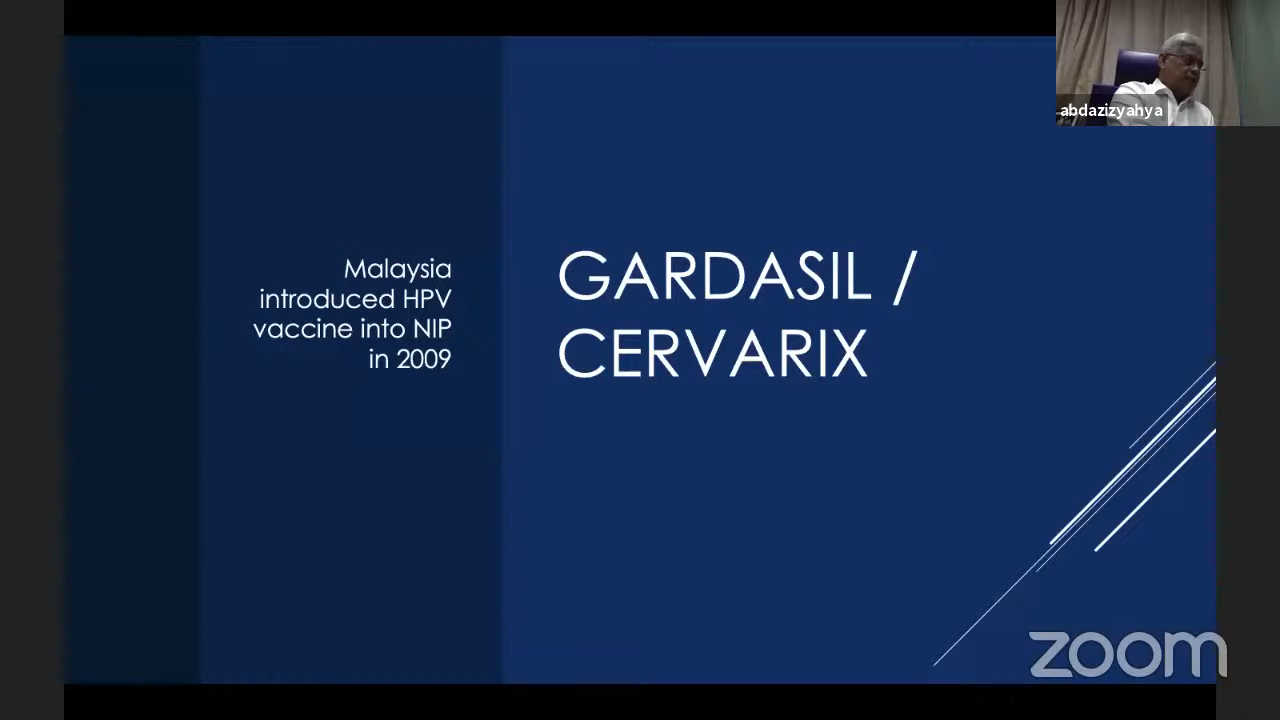 abdazizyahya
Malaysia
introduced HPV
vaccine into NIP
in 2009
GARDASIL /
CERVARIX
zoom